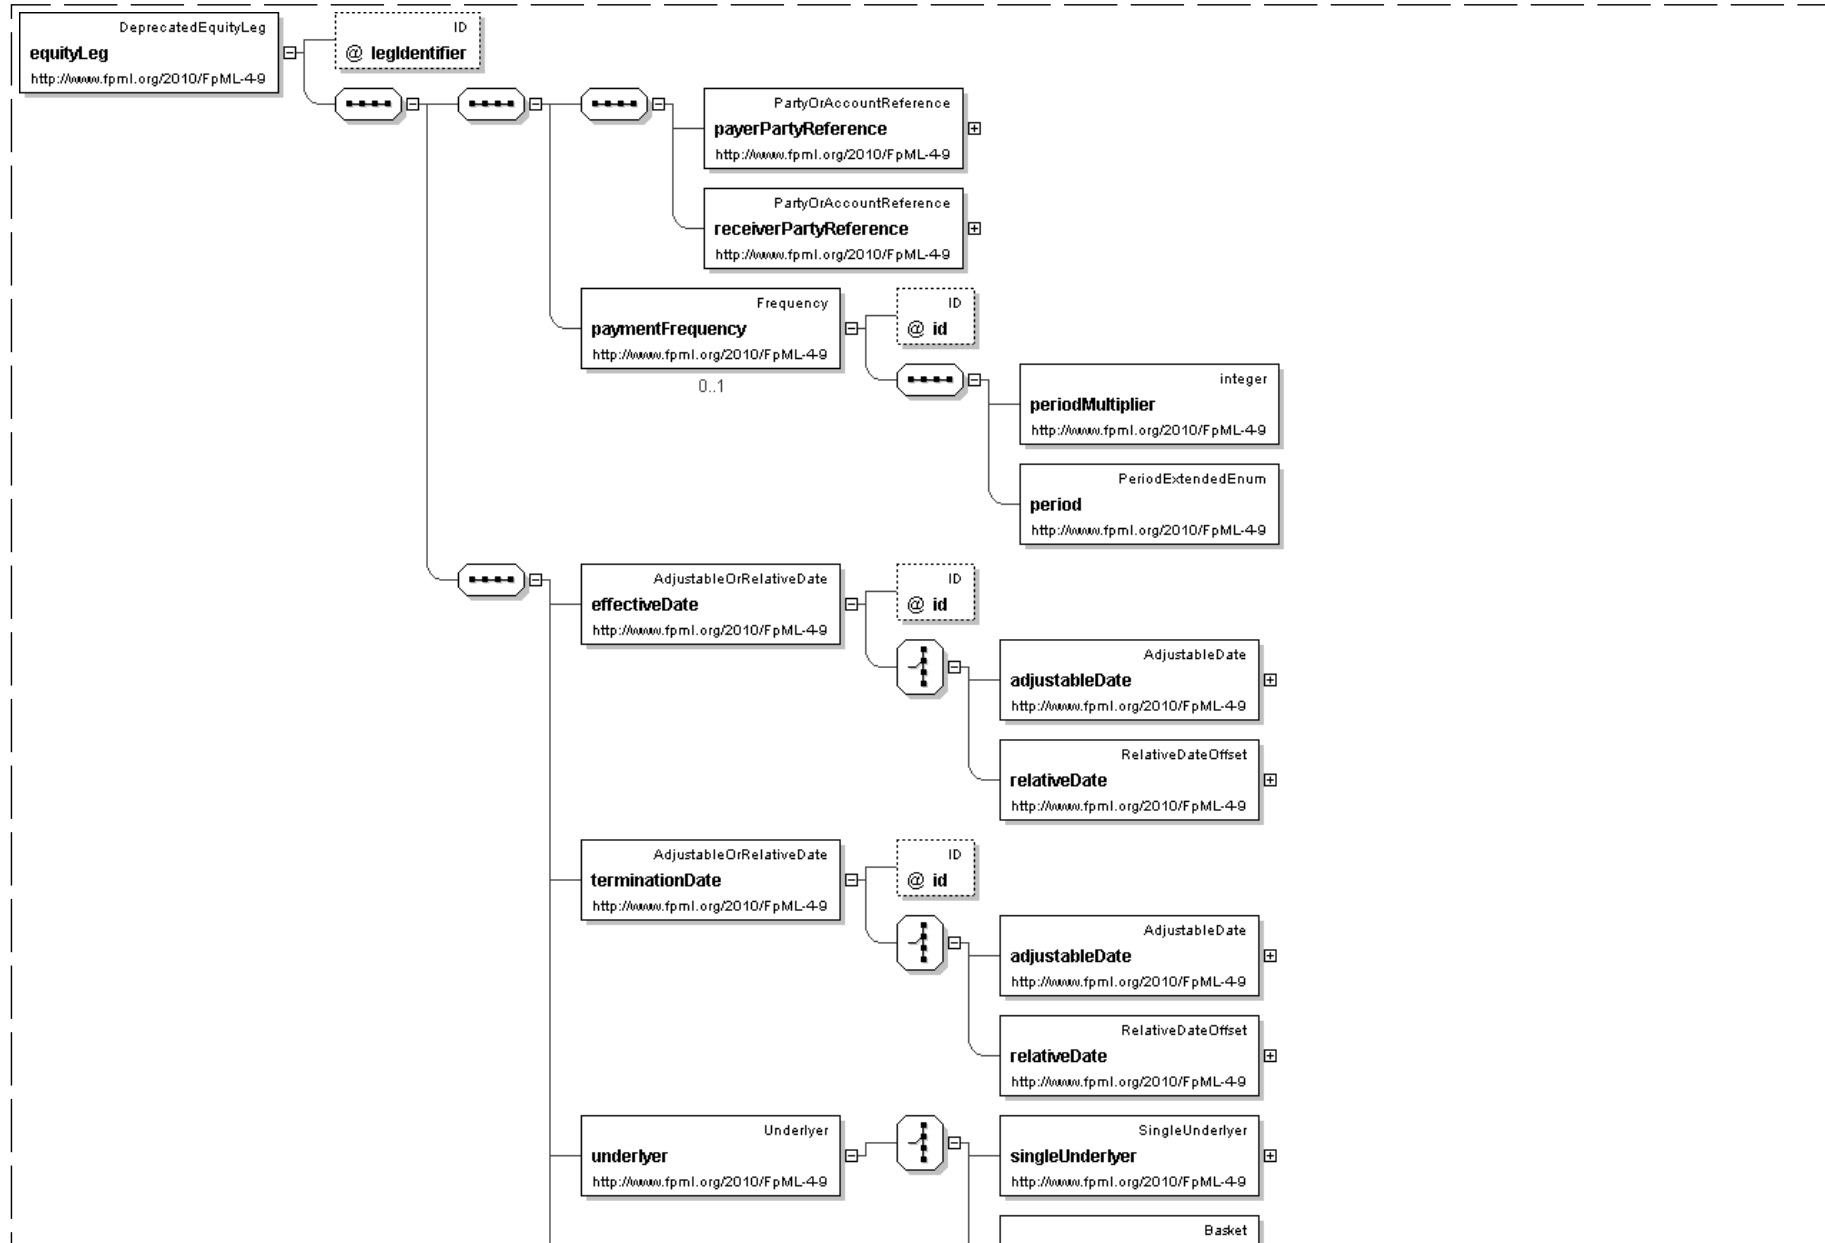 DeprecatedEquityLeg
equityLeg
http://www.fpml.org/2010/FpML-4-9
ID
@ legIdentifier
PartyOrAccountReference
payerPartyReference
http://www.fpml.org/2010/FpML-4-9
PartyOrAccountReference
receiverPartyReference
http://www.fpml.org/2010/FpML-4-9
Frequency
paymentFrequency
http://www.fpml.org/2010/FpML-4-9
0..1
ID
@ id
integer
periodMultiplier
http://www.fpml.org/2010/FpML-4-9
PeriodExtendedEnum
period
http://www.fpml.org/2010/FpML-4-9
AdjustableOrRelativeDate
effectiveDate
http://www.fpml.org/2010/FpML-4-9
ID
@ id
AdjustableDate
adjustableDate
http://www.fpml.org/2010/FpML-4-9
RelativeDateOffset
relativeDate
http://www.fpml.org/2010/FpML-4-9
AdjustableOrRelativeDate
terminationDate
http://www.fpml.org/2010/FpML-4-9
ID
@ id
AdjustableDate
adjustableDate
http://www.fpml.org/2010/FpML-4-9
RelativeDateOffset
relativeDate
http://www.fpml.org/2010/FpML-4-9
Underlyer
underlyer
http://www.fpml.org/2010/FpML-4-9
SingleUnderlyer
singleUnderlyer
http://www.fpml.org/2010/FpML-4-9
Basket